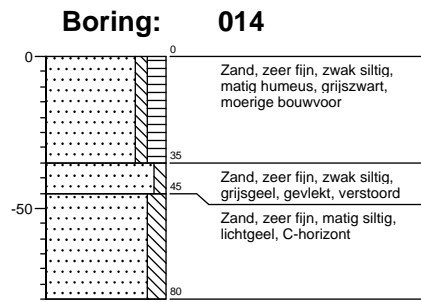 Boring: 014
0
0
Zand, zeer fijn, zwak siltig,
matig humeus, grijszwart,
moerige bouwvoor
35
Zand, zeer fijn, zwak siltig,
grijsgeel, gevlekt, verstoord
45
-50
Zand, zeer fijn, matig siltig,
lichtgeel, C-horizont
80